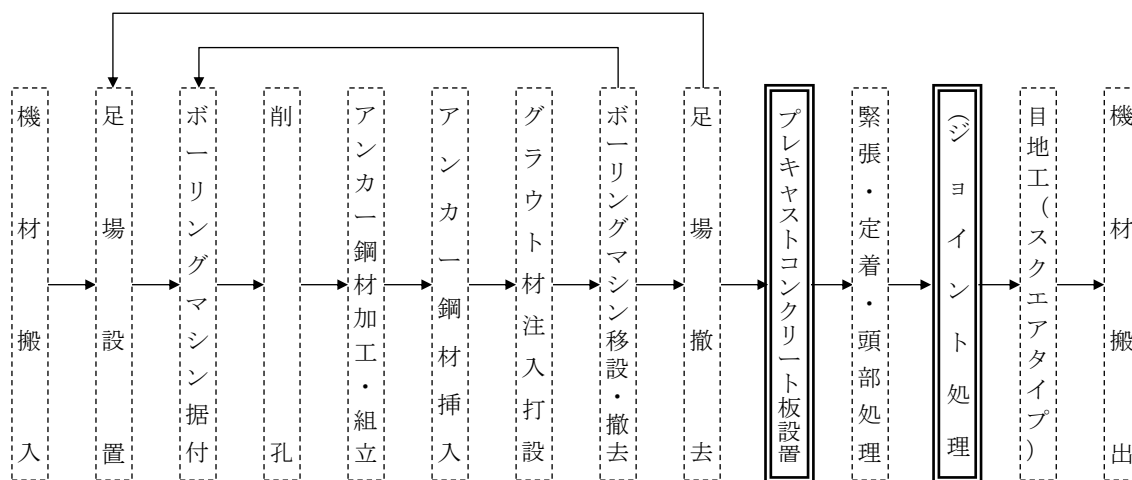 機材搬入
足場設置
ボーリングマシン据付
削孔
アンカー鋼材加工・組立
アンカー鋼材挿入
グラウト材注入打設
ボーリングマシン移設・撤去
足場撤去
プレキャストコンクリート板設置
緊張・定着・頭部処理
(ジョイント処理
目地工(スクエアタイプ)
機材搬出